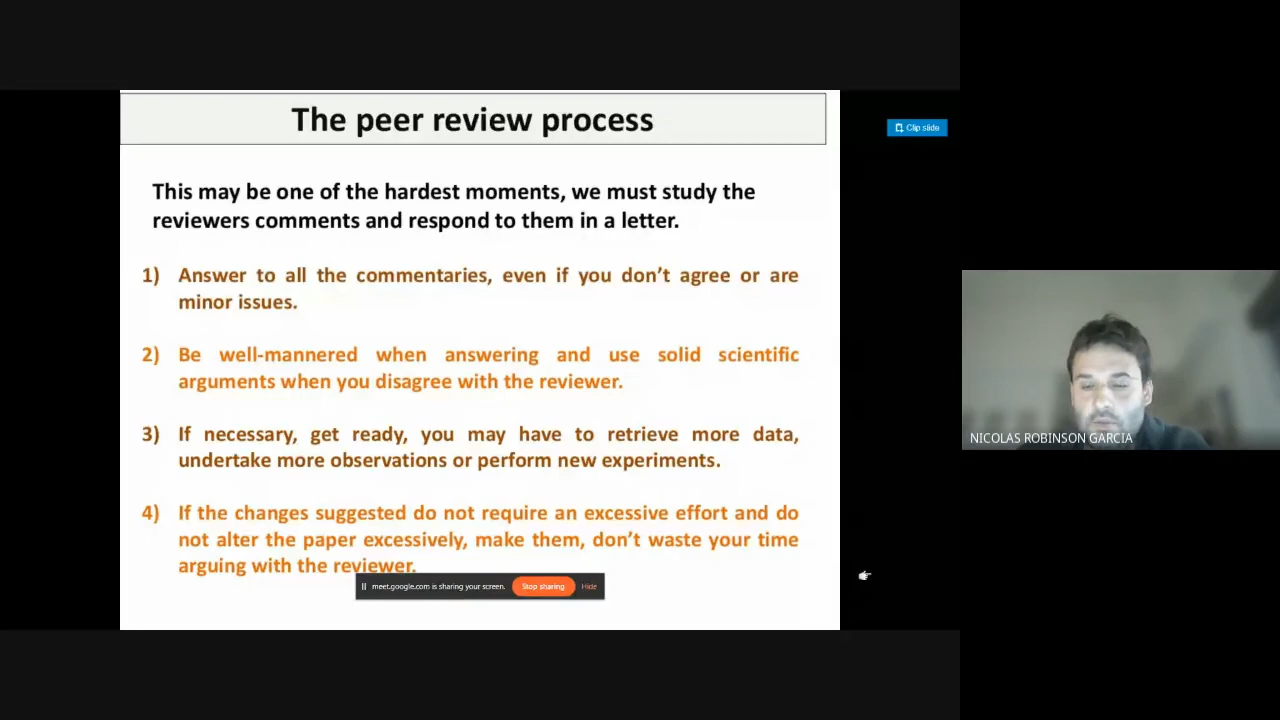 The peer review process
Clip slide
This may be one of the hardest moments, we must study the
reviewers comments and respond to them in a letter.
1) Answer to all the commentaries, even if you don't agree or are
minor issues.
2) Be well-mannered when answering and use solid scientific
arguments when you disagree with the reviewer.
3) If necessary, get ready, you may have to retrieve more data,
undertake more observations or perform new experiments.
NICOLAS ROBINSON GARCIA
4) If the changes suggested do not require an excessive effort and do
not alter the paper excessively, make them, don't waste your time
arguing with the reviewer.
meet.google.com is sharing your screen. Stop sharing Hide